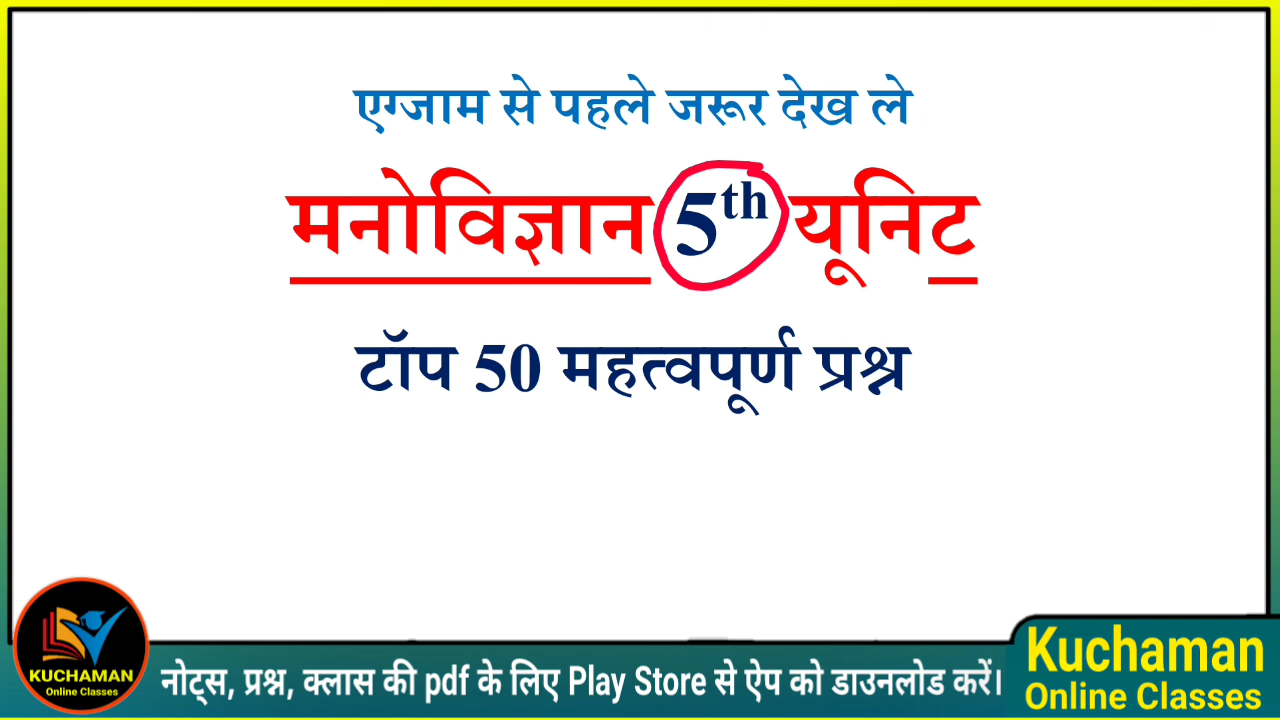 एग्जाम से पहले जरूर देख ले
मनोविज्ञान 5th यूनिट
टॉप 50 महत्वपूर्ण प्रश्न
KUCHAMAN
Online Classes
नोट्स, प्रश्न, क्लास की pdf के लिए Play Store से ऐप को डाउनलोड करें।
Kuchaman
Online Classes